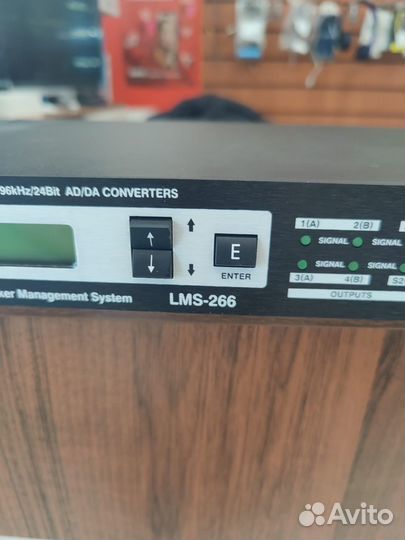 96kHz/24Bit AD/DA CONVERTERS
1(A) 2(B)
SIGNAL SIGNAL
E
ENTER
SIGNAL SIGNAL
3(A) 4(B)
OUTPUTS
Management System LMS-266
Avito